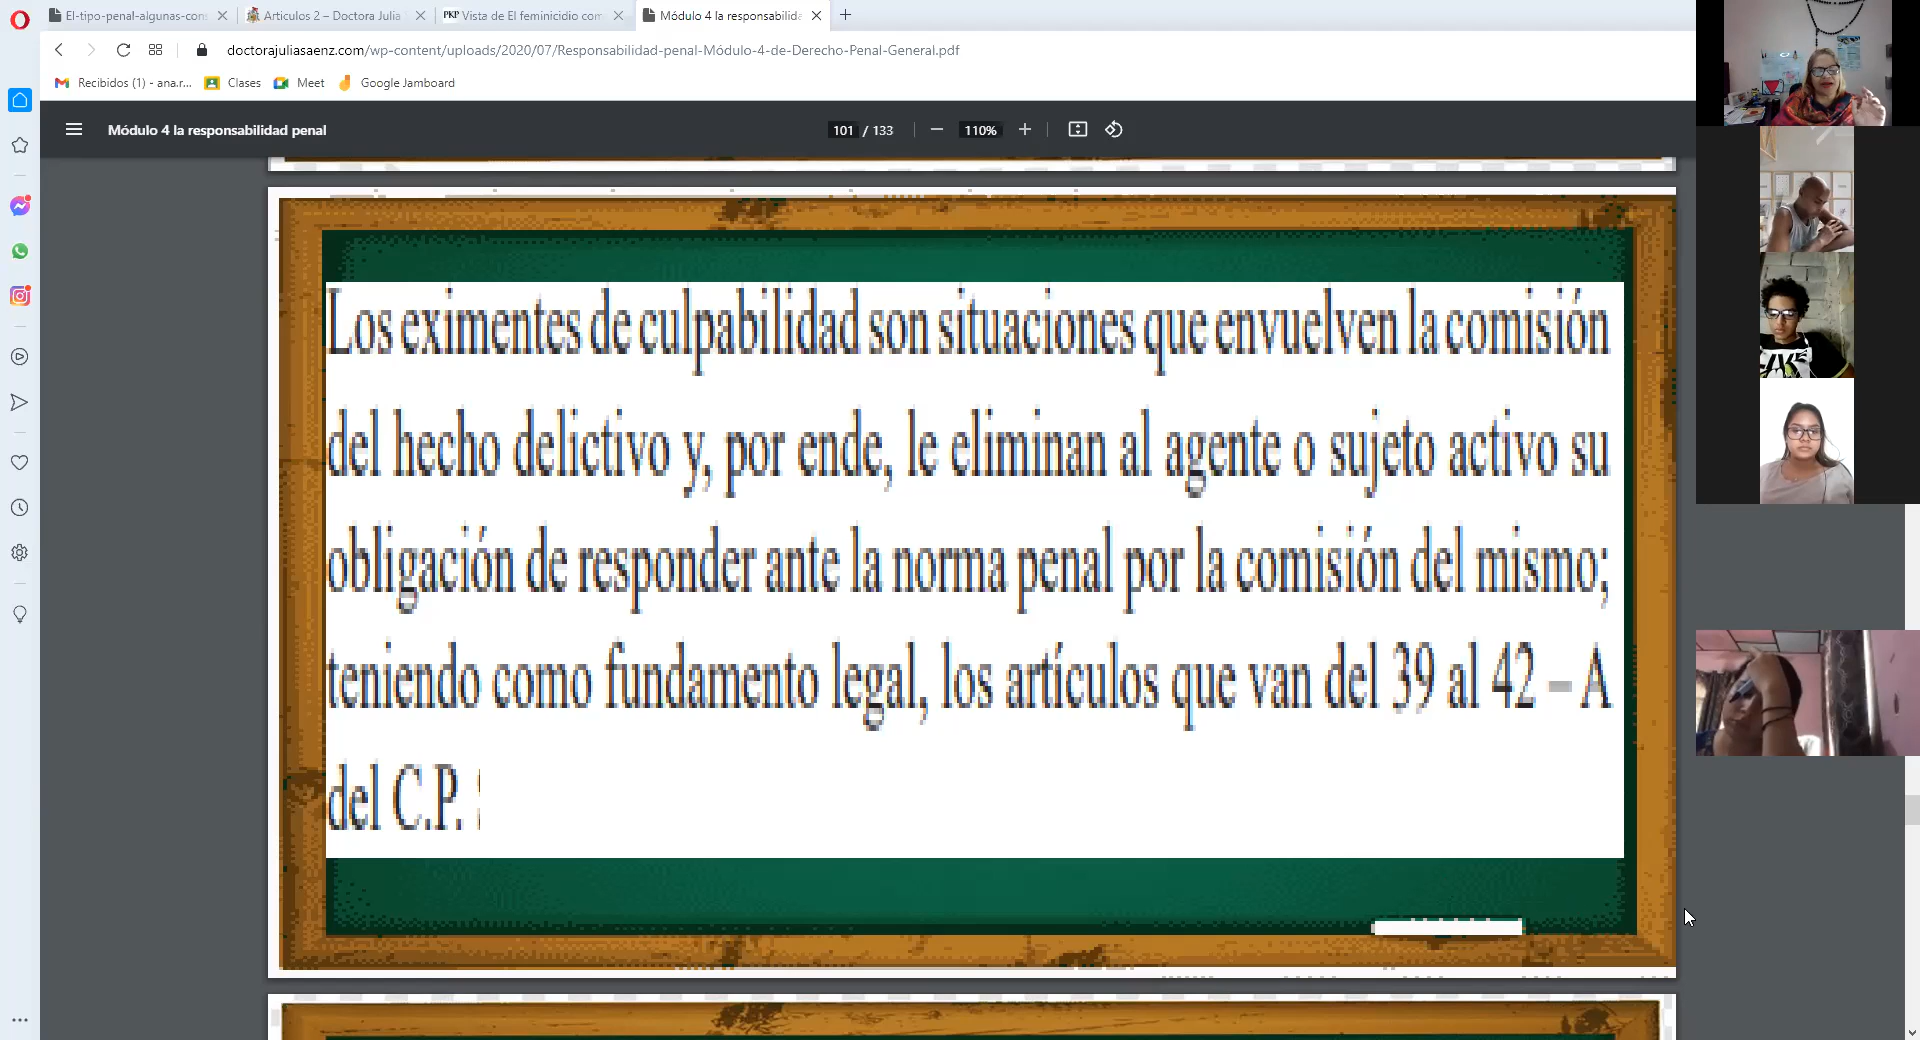 El-tipo-penal-algunas-con
Articulos 2 – Doctora Julia
PKP Vista de El feminicidio com
Módulo 4 la responsabilida
doctorajuliasaenz.com/wp-content/uploads/2020/07/Responsabilidad-penal-Módulo-4-de-Derecho-Penal-General.pdf
Recibidos (1) - ana.r...
Clases
Meet
Google Jamboard
Módulo 4 la responsabilidad penal
101 / 133
110%
Los eximentes de culpabilidad son situaciones que envuelven la comisión
del hecho delictivo y, por ende, le eliminan al agente o sujeto activo su
obligación de responder ante la norma penal por la comisión del mismo;
teniendo como fundamento legal, los artículos que van del 39 al 42 – A
del C.P.